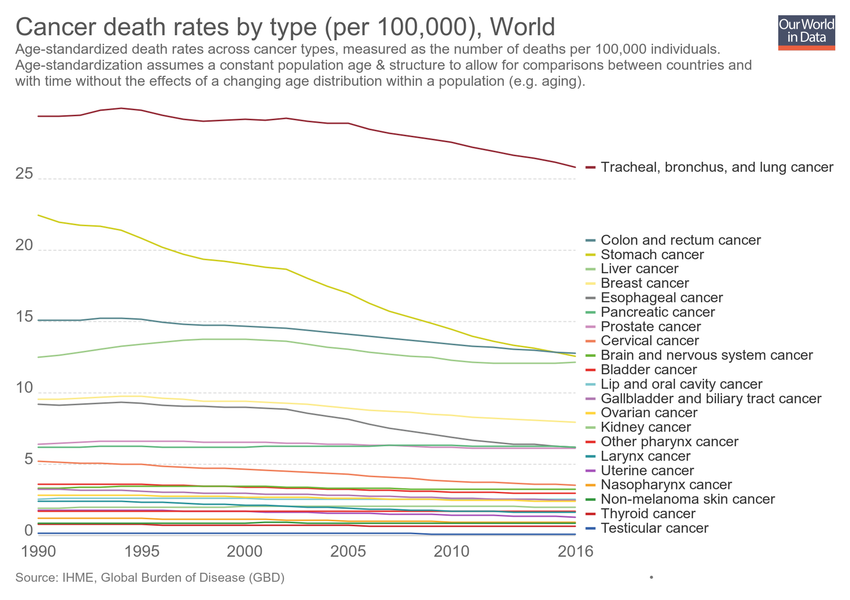 Cancer death rates by type (per 100,000), World
Our World
in Data
Age-standardized death rates across cancer types, measured as the number of deaths per 100,000 individuals.
Age-standardization assumes a constant population age & structure to allow for comparisons between countries and
with time without the effects of a changing age distribution within a population (e.g. aging).
25
20
15
10
5
0
1990
1995
2000
2005
2010
2016
Tracheal, bronchus, and lung cancer
Colon and rectum cancer
Stomach cancer
Liver cancer
Breast cancer
Esophageal cancer
Pancreatic cancer
Prostate cancer
Cervical cancer
Brain and nervous system cancer
Bladder cancer
Lip and oral cavity cancer
Gallbladder and biliary tract cancer
Ovarian cancer
Kidney cancer
Other pharynx cancer
Larynx cancer
Uterine cancer
Nasopharynx cancer
Non-melanoma skin cancer
Thyroid cancer
Testicular cancer
Source: IHME, Global Burden of Disease (GBD)